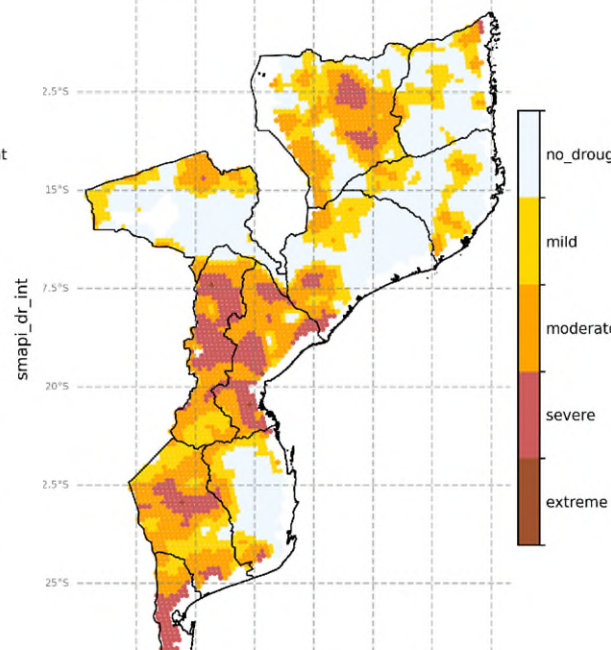 2.5°S
no_droug
t
15°S
mild
smapi_dr_int
7.5°S
moderate
20°S
severe
2.5°S
extreme
25°S